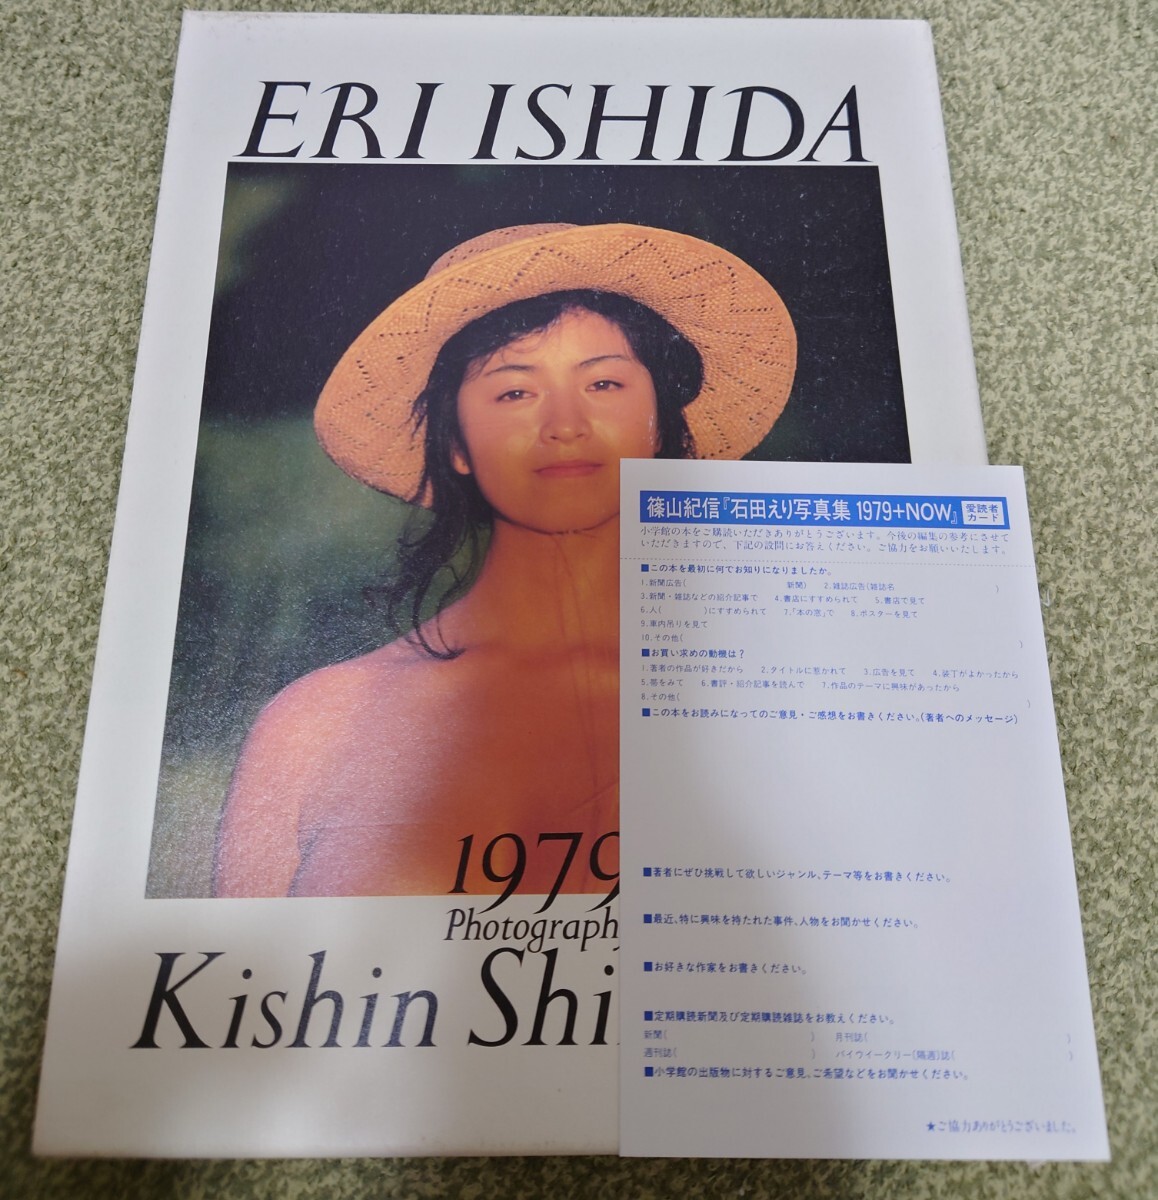 ERI ISHIDA
1979
Photograph
Kishin Shi
篠山紀信『石田えり写真集 1979+NOW』 愛読者カード
小学館の本をご購読いただきありがとうございます。今後の編集の参考にさせて
いただきますので、下記の設問にお答えください。ご協力をお願いいたします。
■この本を最初に何でお知りになりましたか。
1.新聞広告( 新聞) 2.雑誌広告(雑誌名 )
3.新聞・雑誌などの紹介記事で 4.書店にすすめられて 5.書店で見て
6.人( )にすすめられて 7.「本の窓」で 8.ポスターを見て
9.車内吊りを見て
10.その他( )
■お買い求めの動機は?
1.著者の作品が好きだから 2.タイトルに惹かれて 3.広告を見て 4.装丁がよかったから
5.帯をみて 6.書評・紹介記事を読んで 7.作品のテーマに興味があったから
8.その他( )
■この本をお読みになってのご意見・ご感想をお書きください。(著者へのメッセージ)
■著者にぜひ挑戦して欲しいジャンル、テーマ等をお書きください。
■最近、特に興味を持たれた事件、人物をお聞かせください。
■お好きな作家をお書きください。
■定期購読新聞及び定期購読雑誌をお教えください。
新聞( ) 月刊誌( )
週刊誌( ) バイウイークリー(隔週)誌( )
■小学館の出版物に対するご意見、ご希望などをお聞かせください。
★ご協力ありがとうございました。